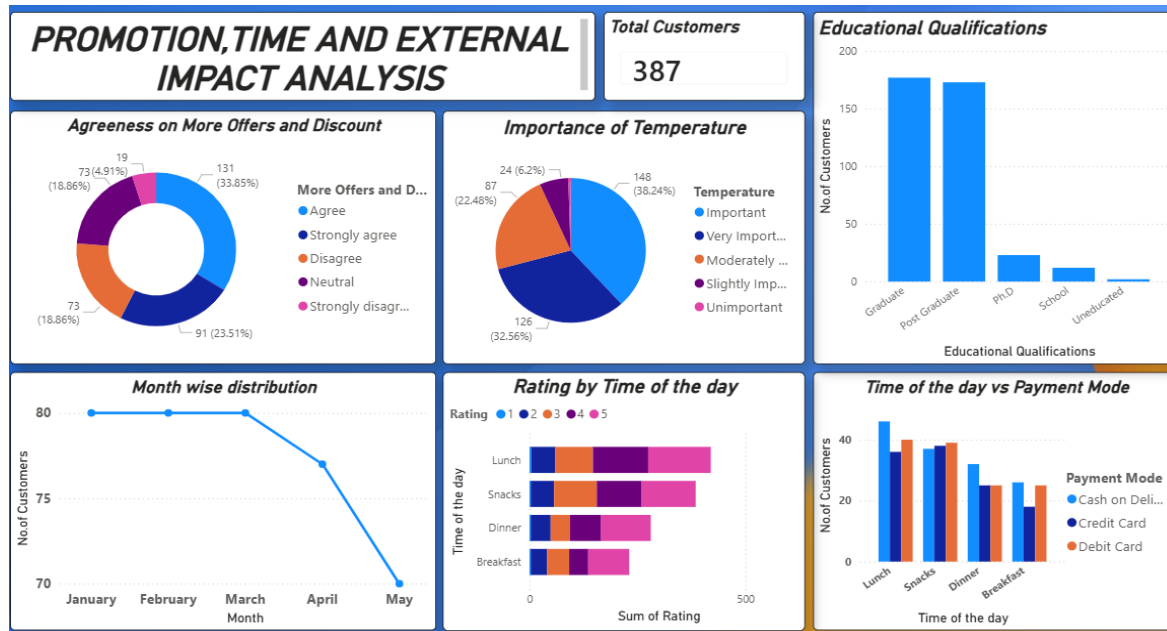 PROMOTION,TIME AND EXTERNAL
IMPACT ANALYSIS
Total Customers
387
Educational Qualifications
200
150
100
50
0
No.of Customers
Graduate
Post Graduate
Ph.D
School
Uneducated
Educational Qualifications
Agreeness on More Offers and Discount
19
(4.91%)
73
(18.86%)
131
(33.85%)
73
(18.86%)
91 (23.51%)
More Offers and D...
Agree
Strongly agree
Disagree
Neutral
Strongly disagr...
Importance of Temperature
24 (6.2%)
87
(22.48%)
148
(38.24%)
126
(32.56%)
Temperature
Important
Very Import...
Moderately ...
Slightly Imp...
Unimportant
Month wise distribution
80
75
70
No.of Customers
January
February
March
April
May
Month
Rating by Time of the day
Rating 1 2 3 4 5
Lunch
Snacks
Dinner
Breakfast
Time of the day
0
500
Sum of Rating
Time of the day vs Payment Mode
40
20
0
No.of Customers
Lunch
Snacks
Dinner
Breakfast
Time of the day
Payment Mode
Cash on Deli...
Credit Card
Debit Card